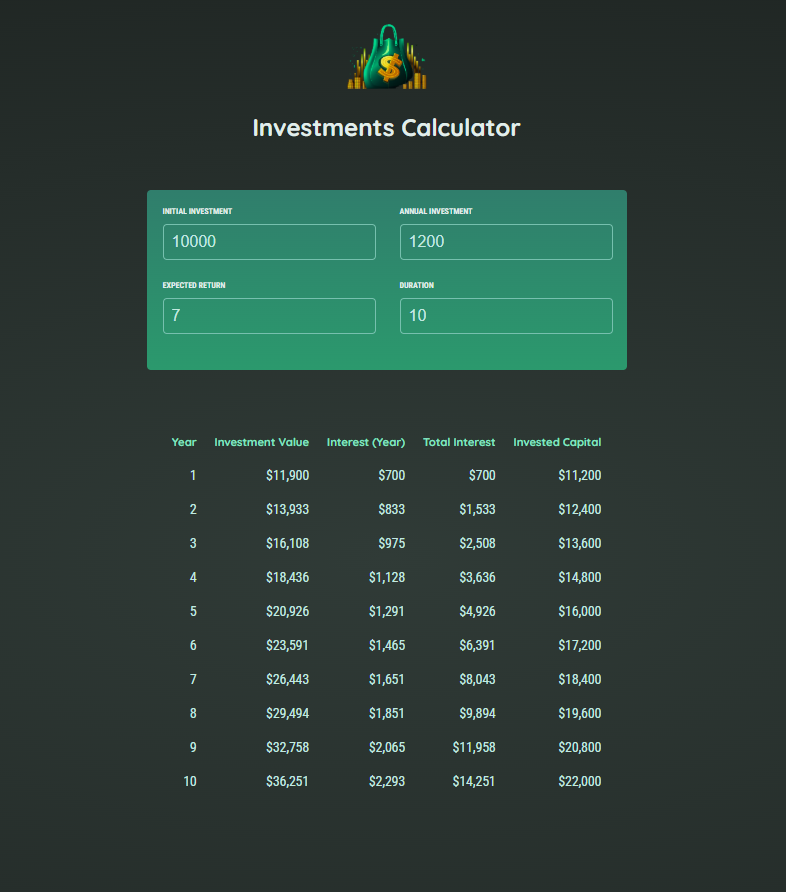 $
Investments Calculator
INITIAL INVESTMENT ANNUAL INVESTMENT
10000 1200
EXPECTED RETURN DURATION
7 10
Year Investment Value Interest (Year) Total Interest Invested Capital
1 $11,900 $700 $700 $11,200
2 $13,933 $833 $1,533 $12,400
3 $16,108 $975 $2,508 $13,600
4 $18,436 $1,128 $3,636 $14,800
5 $20,926 $1,291 $4,926 $16,000
6 $23,591 $1,465 $6,391 $17,200
7 $26,443 $1,651 $8,043 $18,400
8 $29,494 $1,851 $9,894 $19,600
9 $32,758 $2,065 $11,958 $20,800
10 $36,251 $2,293 $14,251 $22,000